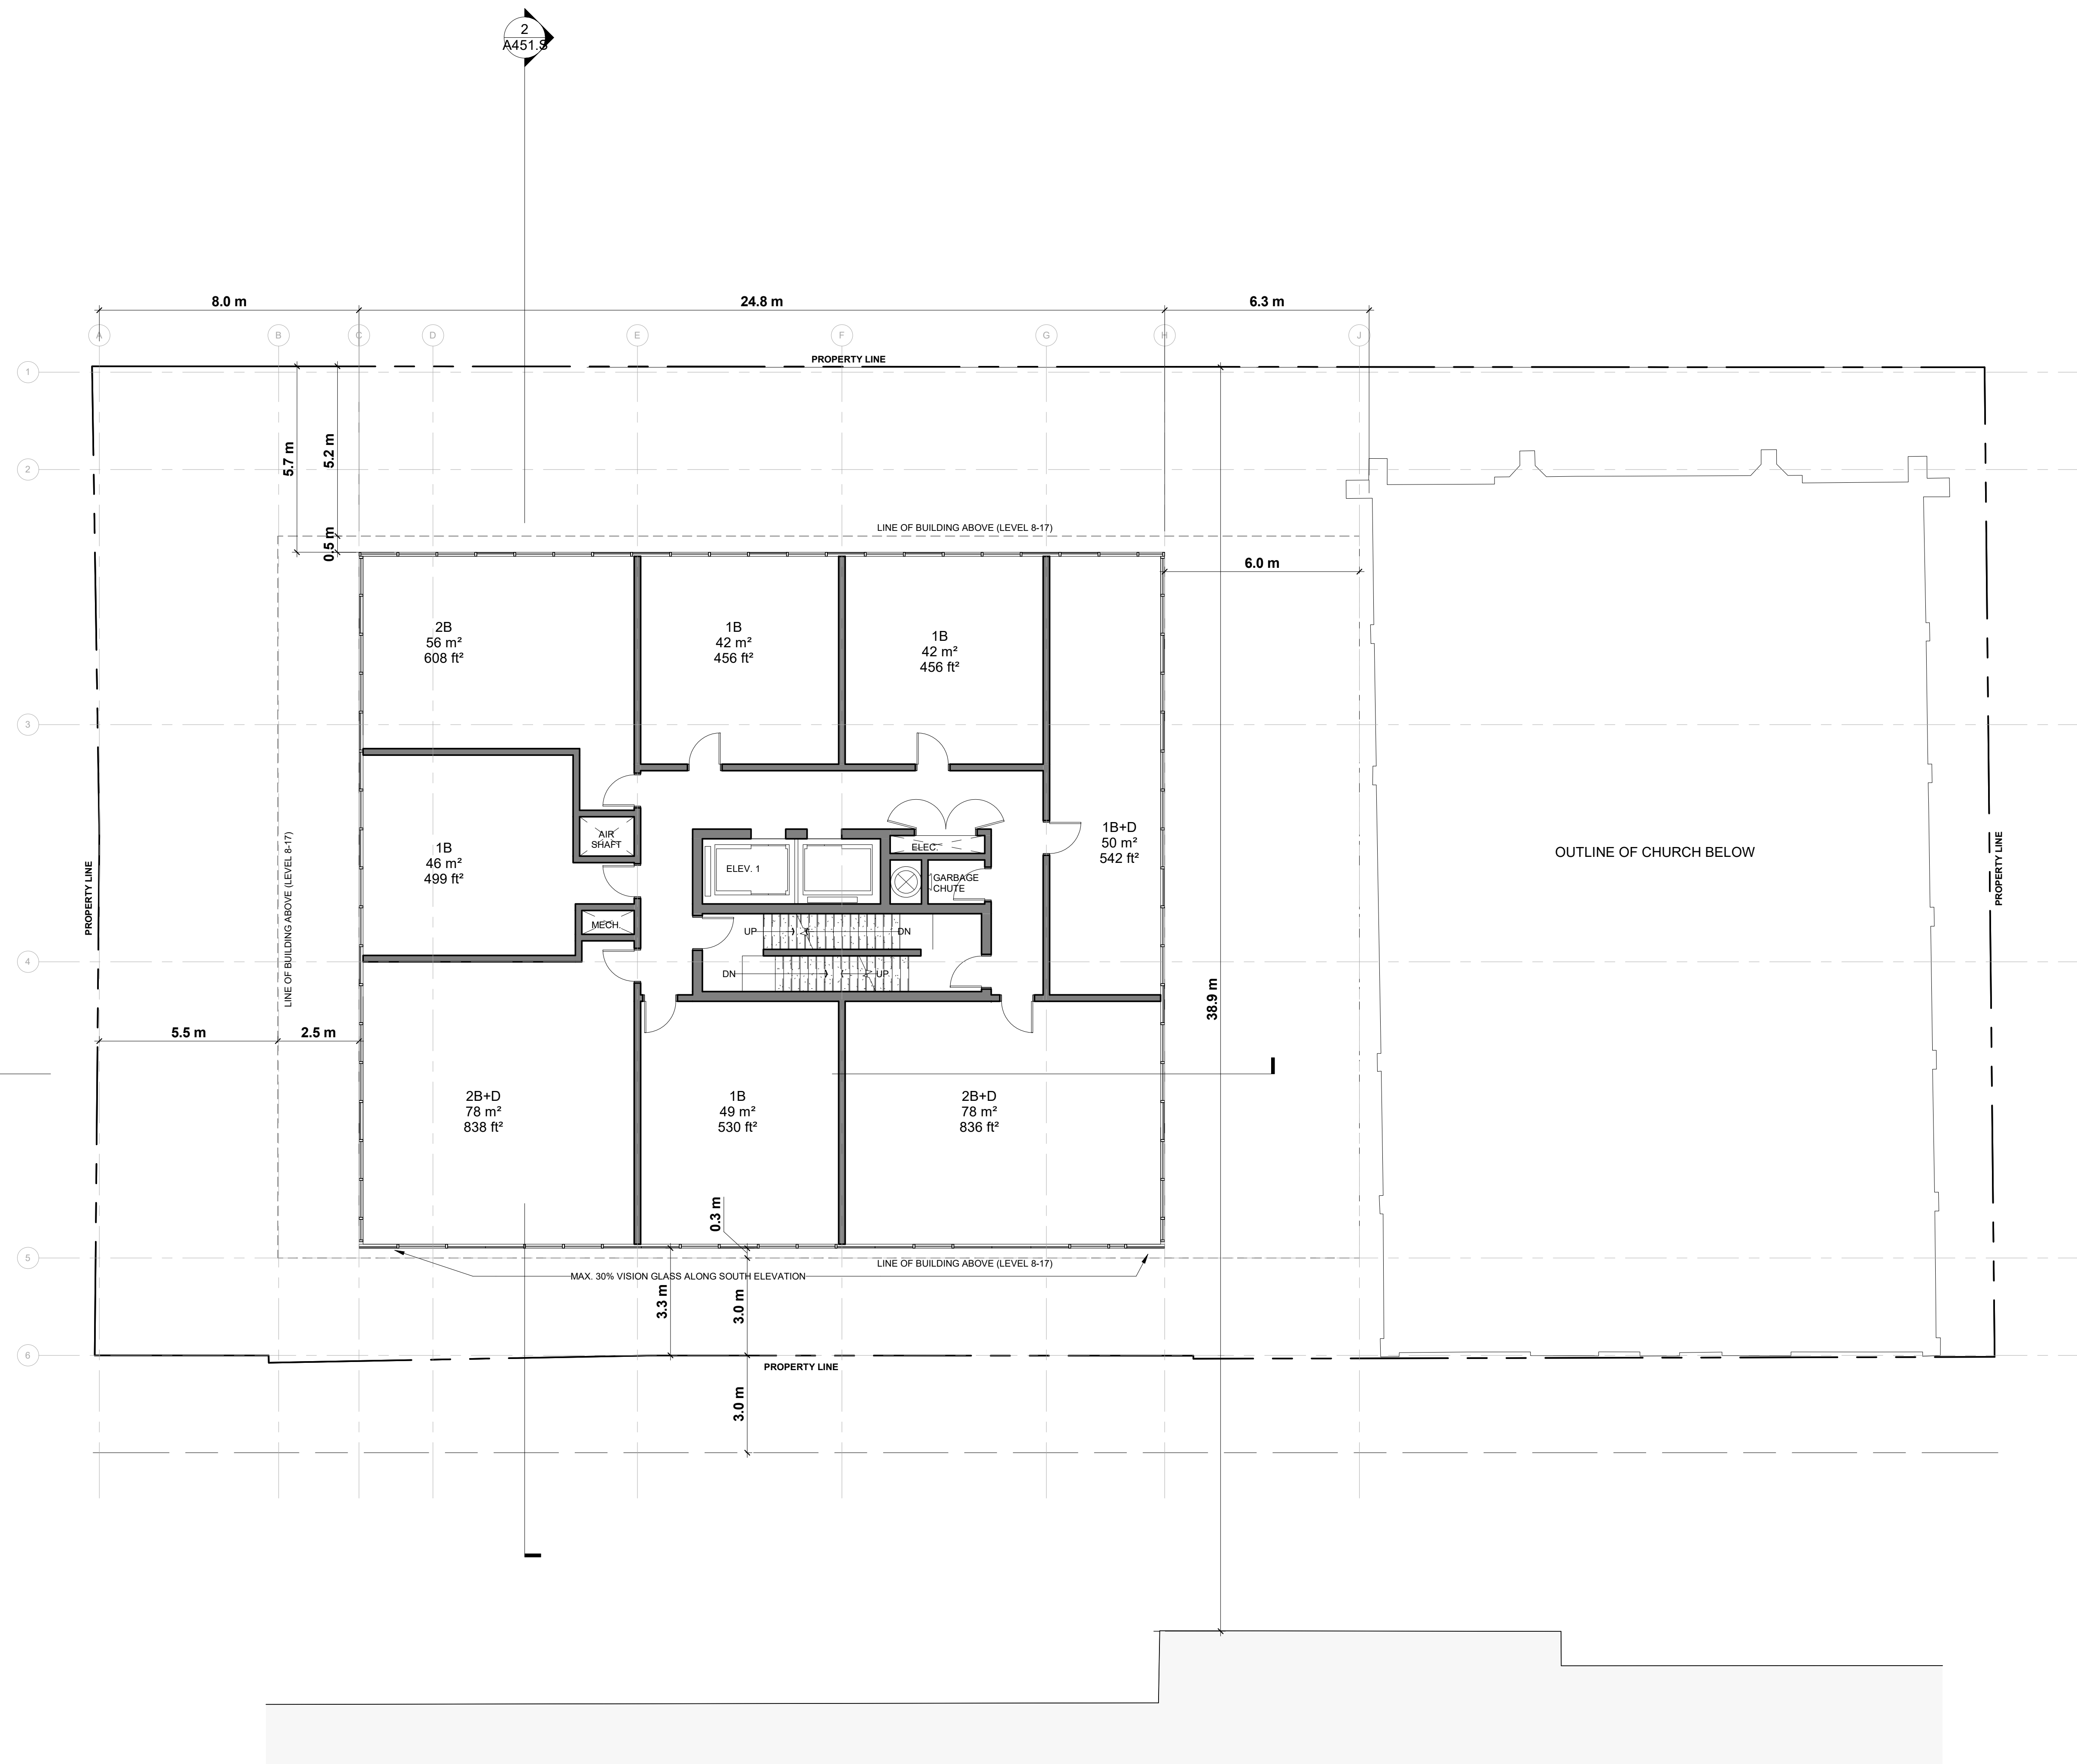 2
A451.S
8.0 m
24.8 m
6.3 m
A
B
C
D
E
F
G
H
J
PROPERTY LINE
1
5.7 m
5.2 m
2
0.5 m
LINE OF BUILDING ABOVE (LEVEL 8-17)
6.0 m
2B
56 m²
608 ft²
1B
42 m²
456 ft²
1B
42 m²
456 ft²
3
1B+D
50 m²
542 ft²
AIR
SHAFT
1B
46 m²
499 ft²
ELEV. 1
ELEC.
GARBAGE
CHUTE
OUTLINE OF CHURCH BELOW
PROPERTY LINE
LINE OF BUILDING ABOVE (LEVEL 8-17)
PROPERTY LINE
MECH
UP
DN
4
DN
UP
38.9 m
5.5 m
2.5 m
2B+D
78 m²
838 ft²
1B
49 m²
530 ft²
2B+D
78 m²
836 ft²
0.3 m
5
LINE OF BUILDING ABOVE (LEVEL 8-17)
MAX. 30% VISION GLASS ALONG SOUTH ELEVATION
3.3 m
3.0 m
6
PROPERTY LINE
3.0 m